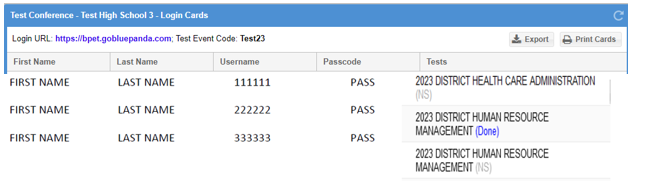 Test Conference - Test High School 3 - Login Cards
Login URL: https://bpet.gobluepanda.com; Test Event Code: Test23
Export Print Cards
First Name Last Name Username Passcode Tests
FIRST NAME LAST NAME 111111 PASS 2023 DISTRICT HEALTH CARE ADMINISTRATION
(NS)
FIRST NAME LAST NAME 222222 PASS 2023 DISTRICT HUMAN RESOURCE
MANAGEMENT (Done)
FIRST NAME LAST NAME 333333 PASS 2023 DISTRICT HUMAN RESOURCE
MANAGEMENT (NS)